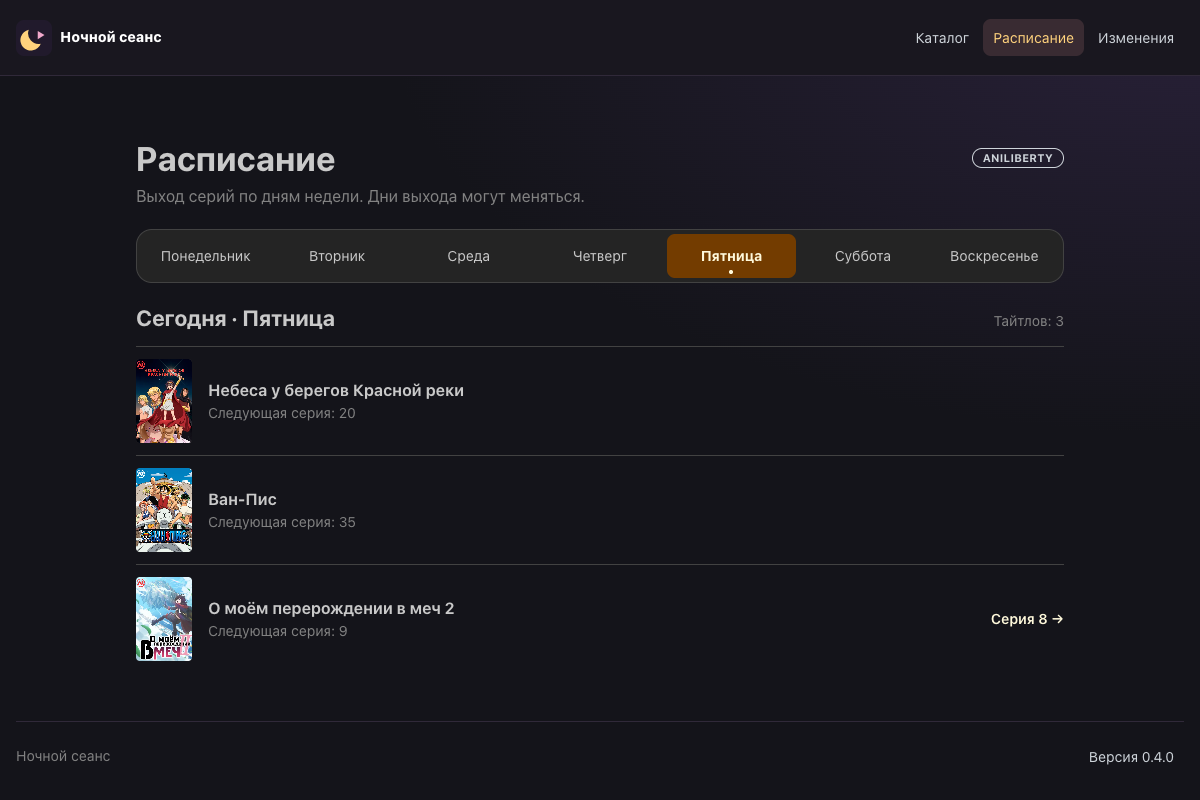 Ночной сеанс
Каталог
Расписание
Изменения
Расписание
ANILIBERTY
Выход серий по дням недели. Дни выхода могут меняться.
Понедельник
Вторник
Среда
Четверг
Пятница
Суббота
Воскресенье
Сегодня · Пятница
Тайтлов: 3
Небеса у берегов Красной реки
Следующая серия: 20
Ван-Пис
Следующая серия: 35
О моём перерождении в меч 2
Следующая серия: 9
Серия 8 →
Ночной сеанс
Версия 0.4.0